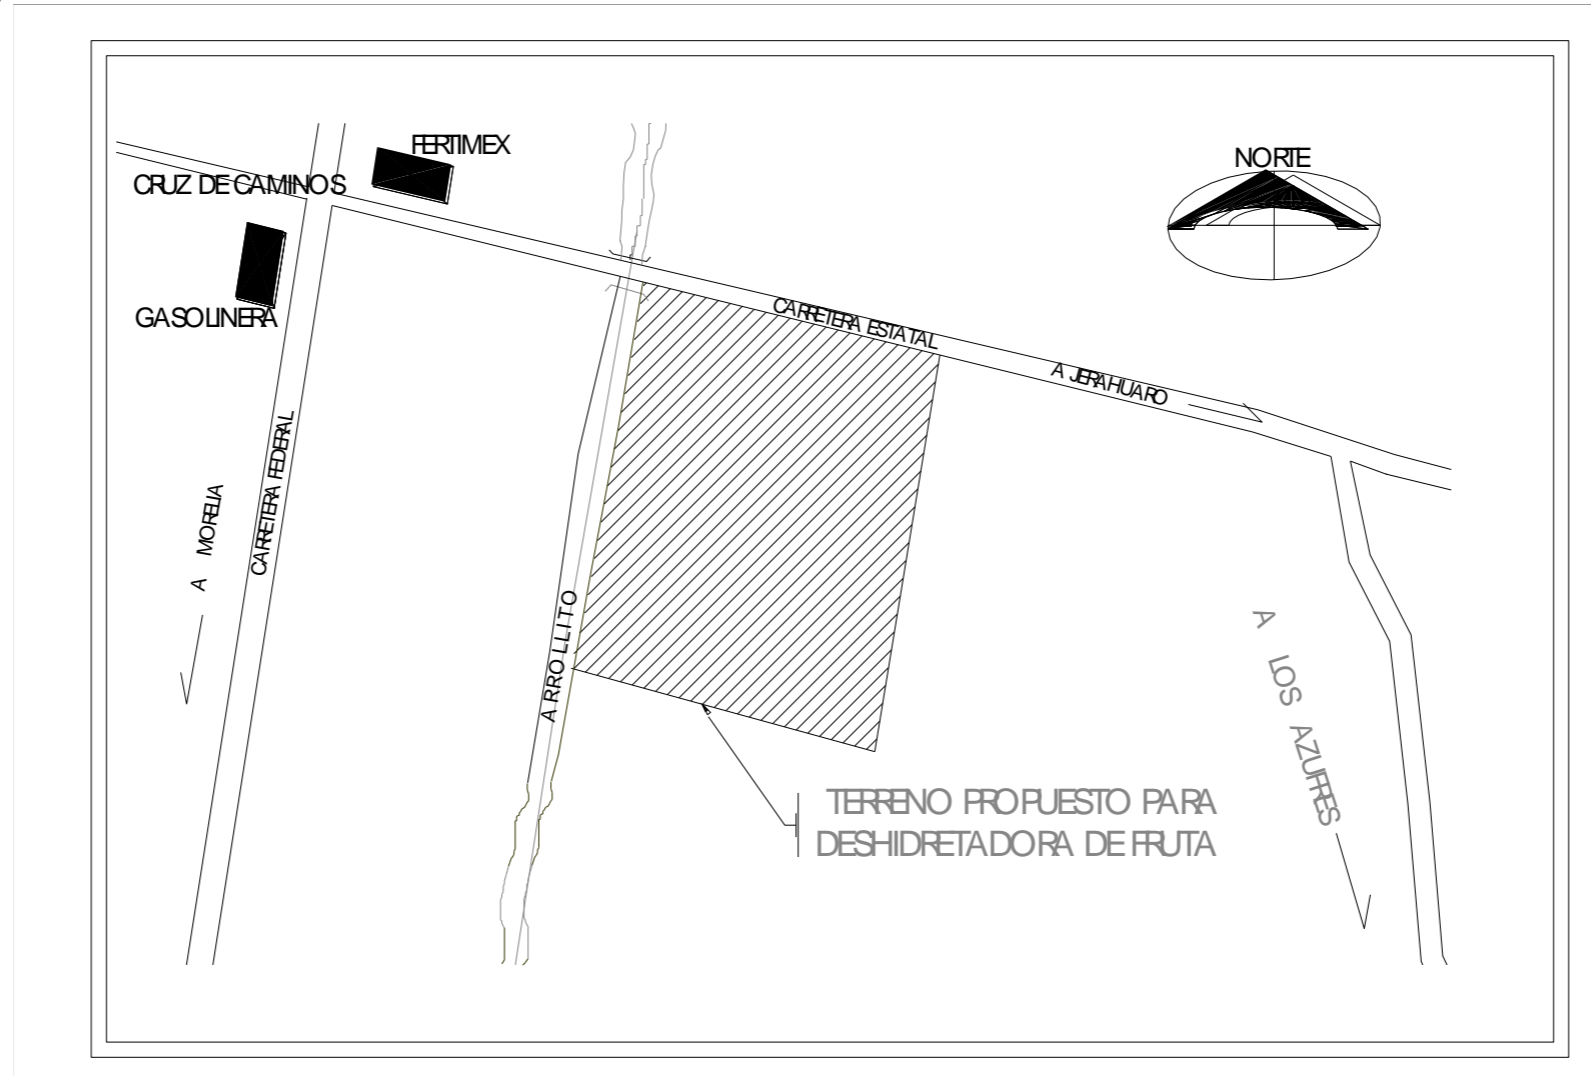 FERTIMEX
NORTE
CRUZ DE CAMINOS
GASOLINERA
CARRETERA ESTATAL
A JERAHUARO
CARRETERA FEDERAL
A MORELIA
ARROLLITO
A LOS AZUFRES
TERRENO PROPUESTO PARA
DESHIDRETADORA DE FRUTA